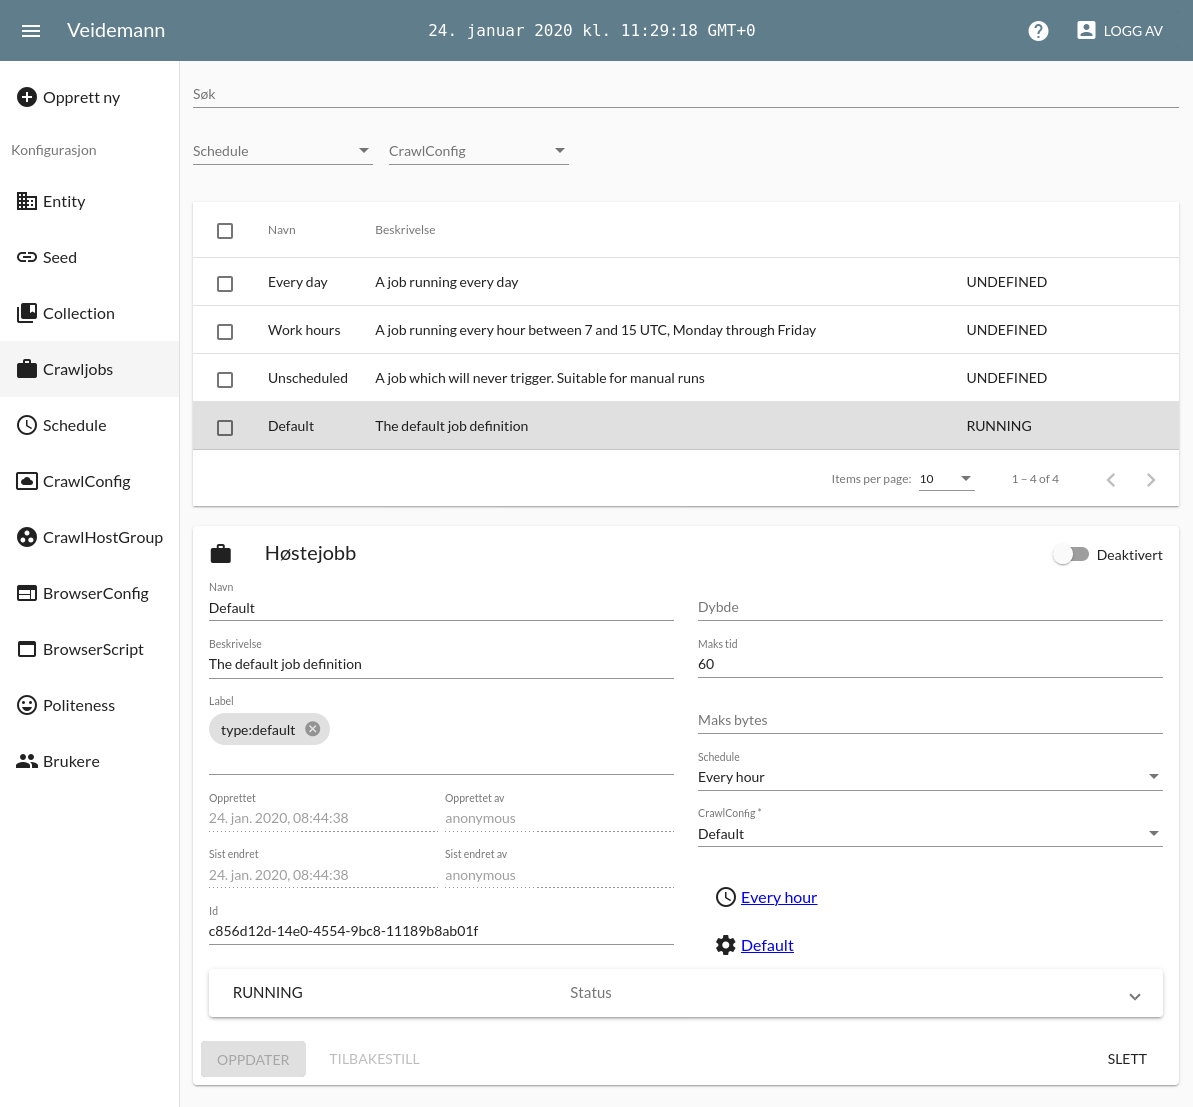 Veidemann
24. januar 2020 kl. 11:29:18 GMT+0
LOGG AV
Opprett ny
Konfigurasjon
Entity
Seed
Collection
Crawljobs
Schedule
CrawlConfig
CrawlHostGroup
BrowserConfig
BrowserScript
Politeness
Brukere
Søk
Schedule
CrawlConfig
Navn Beskrivelse
Every day A job running every day UNDEFINED
Work hours A job running every hour between 7 and 15 UTC, Monday through Friday UNDEFINED
Unscheduled A job which will never trigger. Suitable for manual runs UNDEFINED
Default The default job definition RUNNING
Items per page: 10 1 – 4 of 4
Høstejobb
Deaktivert
Navn
Default
Beskrivelse
The default job definition
Label
type:default
Opprettet Opprettet av
24. jan. 2020, 08:44:38 anonymous
Sist endret Sist endret av
24. jan. 2020, 08:44:38 anonymous
Id
c856d12d-14e0-4554-9bc8-11189b8ab01f
Dybde
Maks tid
60
Maks bytes
Schedule
Every hour
CrawlConfig *
Default
Every hour
Default
RUNNING Status
OPPDATER TILBAKESTILL SLETT